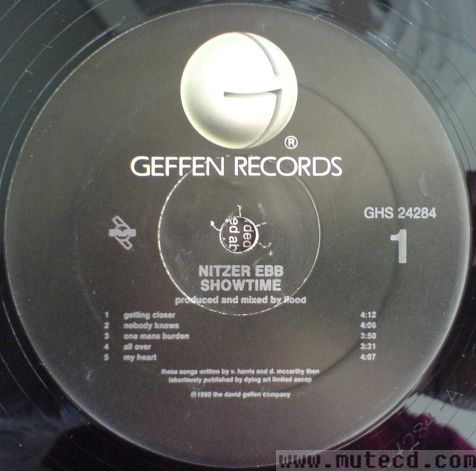 ®
GEFFEN RECORDS
GHS 24284
1
NITZER EBB
SHOWTIME
produced and mixed by flood
1 getting closer 4:12
2 nobody knows 4:06
3 one mans burden 3:50
4 all over 3:31
5 my heart 4:07
these songs written by v. harris and d. mccarthy then
laboriously published by dying art limited ascap
℗1990 the david geffen company
www.mutecd.com